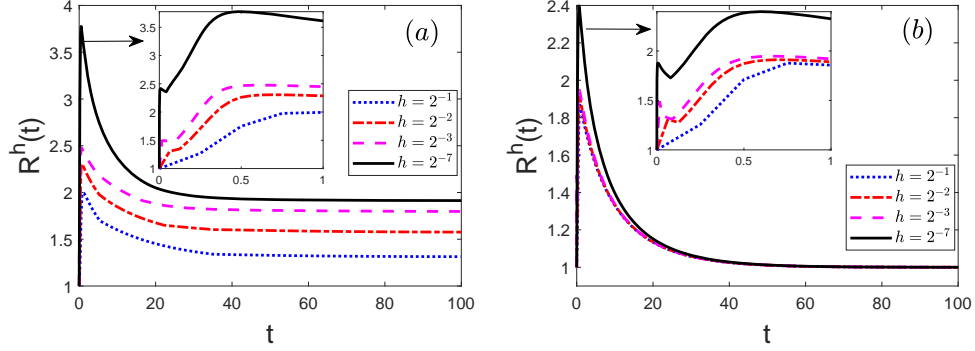 (a)
R^h(t)
4
3.5
3
2.5
2
1.5
1
0 20 40 60 80 100
t
3.5
3
2.5
2
1.5
1
0 0.5 1
h = 2^{-1}
h = 2^{-2}
h = 2^{-3}
h = 2^{-7}
(b)
R^h(t)
2.4
2.2
2
1.8
1.6
1.4
1.2
1
0 20 40 60 80 100
t
2
1.5
1
0 0.5 1
h = 2^{-1}
h = 2^{-2}
h = 2^{-3}
h = 2^{-7}